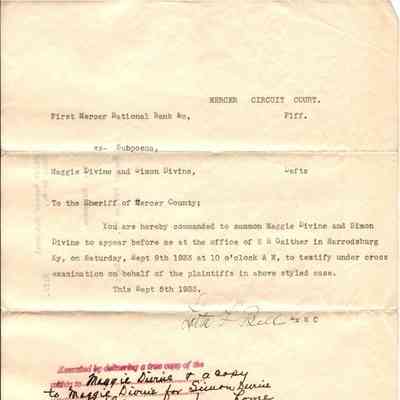 MERCER CIRCUIT COURT.
First Mercer National Bank &c, Plff.
vs- Subpoena,
Maggie Divine and Simon Divine, Defts
To the Sheriff of Mercer County;
You are hereby commanded to summon Maggie Divine and Simon
Divine to appear before me at the office of E H Gaither in Harrodsburg
Ky, on Saturday, Sept 9th 1933 at 10 o'clock A M, to testify under cross
examination on behalf of the plaintiffs in above styled case.
This Sept 5th 1933.
Bell
Executed by delivering a true copy of the
within to Maggie Divine & a copy
to Maggie Divine for Simon Divine
home